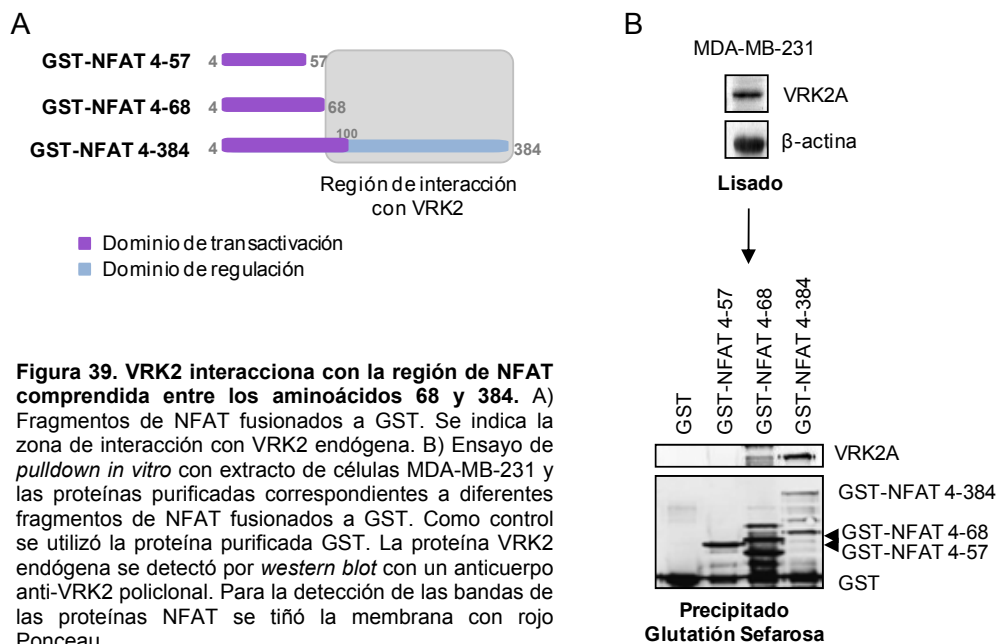 A
GST-NFAT 4-57 4 57
GST-NFAT 4-68 4 68
GST-NFAT 4-384 4 100 384
Región de interacción
con VRK2
Dominio de transactivación
Dominio de regulación
Figura 39. VRK2 interacciona con la región de NFAT
comprendida entre los aminoácidos 68 y 384. A)
Fragmentos de NFAT fusionados a GST. Se indica la
zona de interacción con VRK2 endógena. B) Ensayo de
pulldown in vitro con extracto de células MDA-MB-231 y
las proteínas purificadas correspondientes a diferentes
fragmentos de NFAT fusionados a GST. Como control
se utilizó la proteína purificada GST. La proteína VRK2
endógena se detectó por western blot con un anticuerpo
anti-VRK2 policlonal. Para la detección de las bandas de
las proteínas NFAT se tiñó la membrana con rojo
Ponceau.
B
MDA-MB-231
VRK2A
β-actina
Lisado
GST
GST-NFAT 4-57
GST-NFAT 4-68
GST-NFAT 4-384
VRK2A
GST-NFAT 4-384
GST-NFAT 4-68
GST-NFAT 4-57
GST
Precipitado
Glutatión Sefarosa